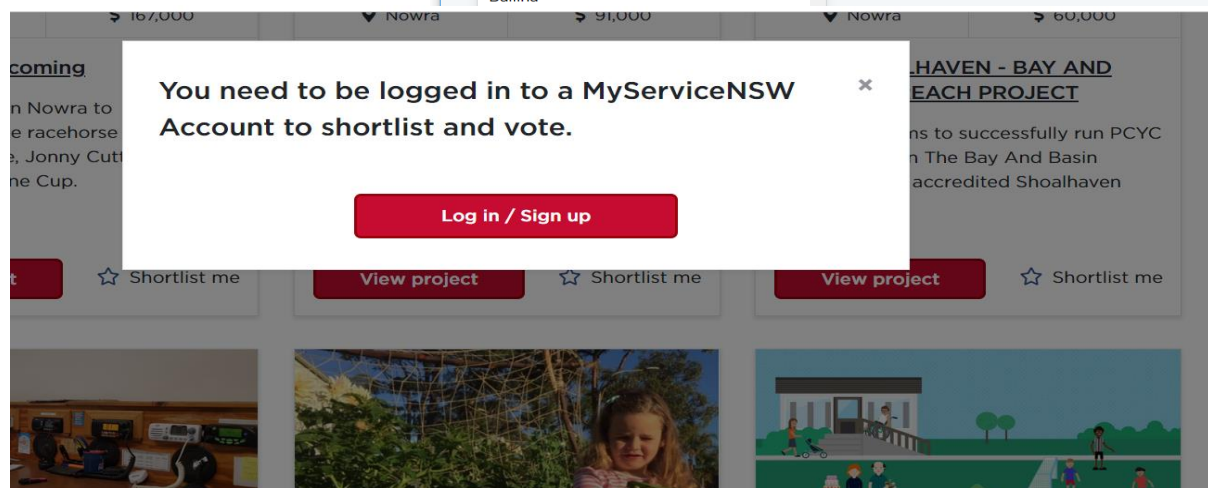 $ 167,000
Nowra
$ 91,000
Nowra
$ 60,000
coming
n Nowra to
e racehorse
e, Jonny Cutt
ne Cup.
You need to be logged in to a MyServiceNSW
Account to shortlist and vote.
×
Log in / Sign up
LHAVEN - BAY AND
EACH PROJECT
ns to successfully run PCYC
n The Bay And Basin
accredited Shoalhaven
t
Shortlist me
View project
Shortlist me
View project
Shortlist me